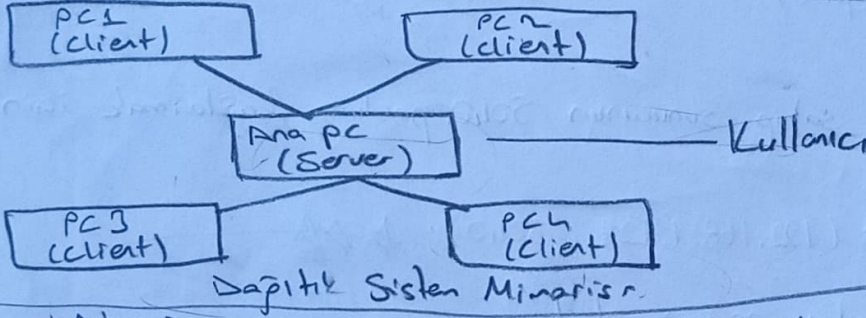 PC1
(Client)
PC2
(Client)
Ana PC
(Server)
Kullanıcı
PC3
(Client)
PC4
(Client)
Dağıtık Sistem Mimarisi